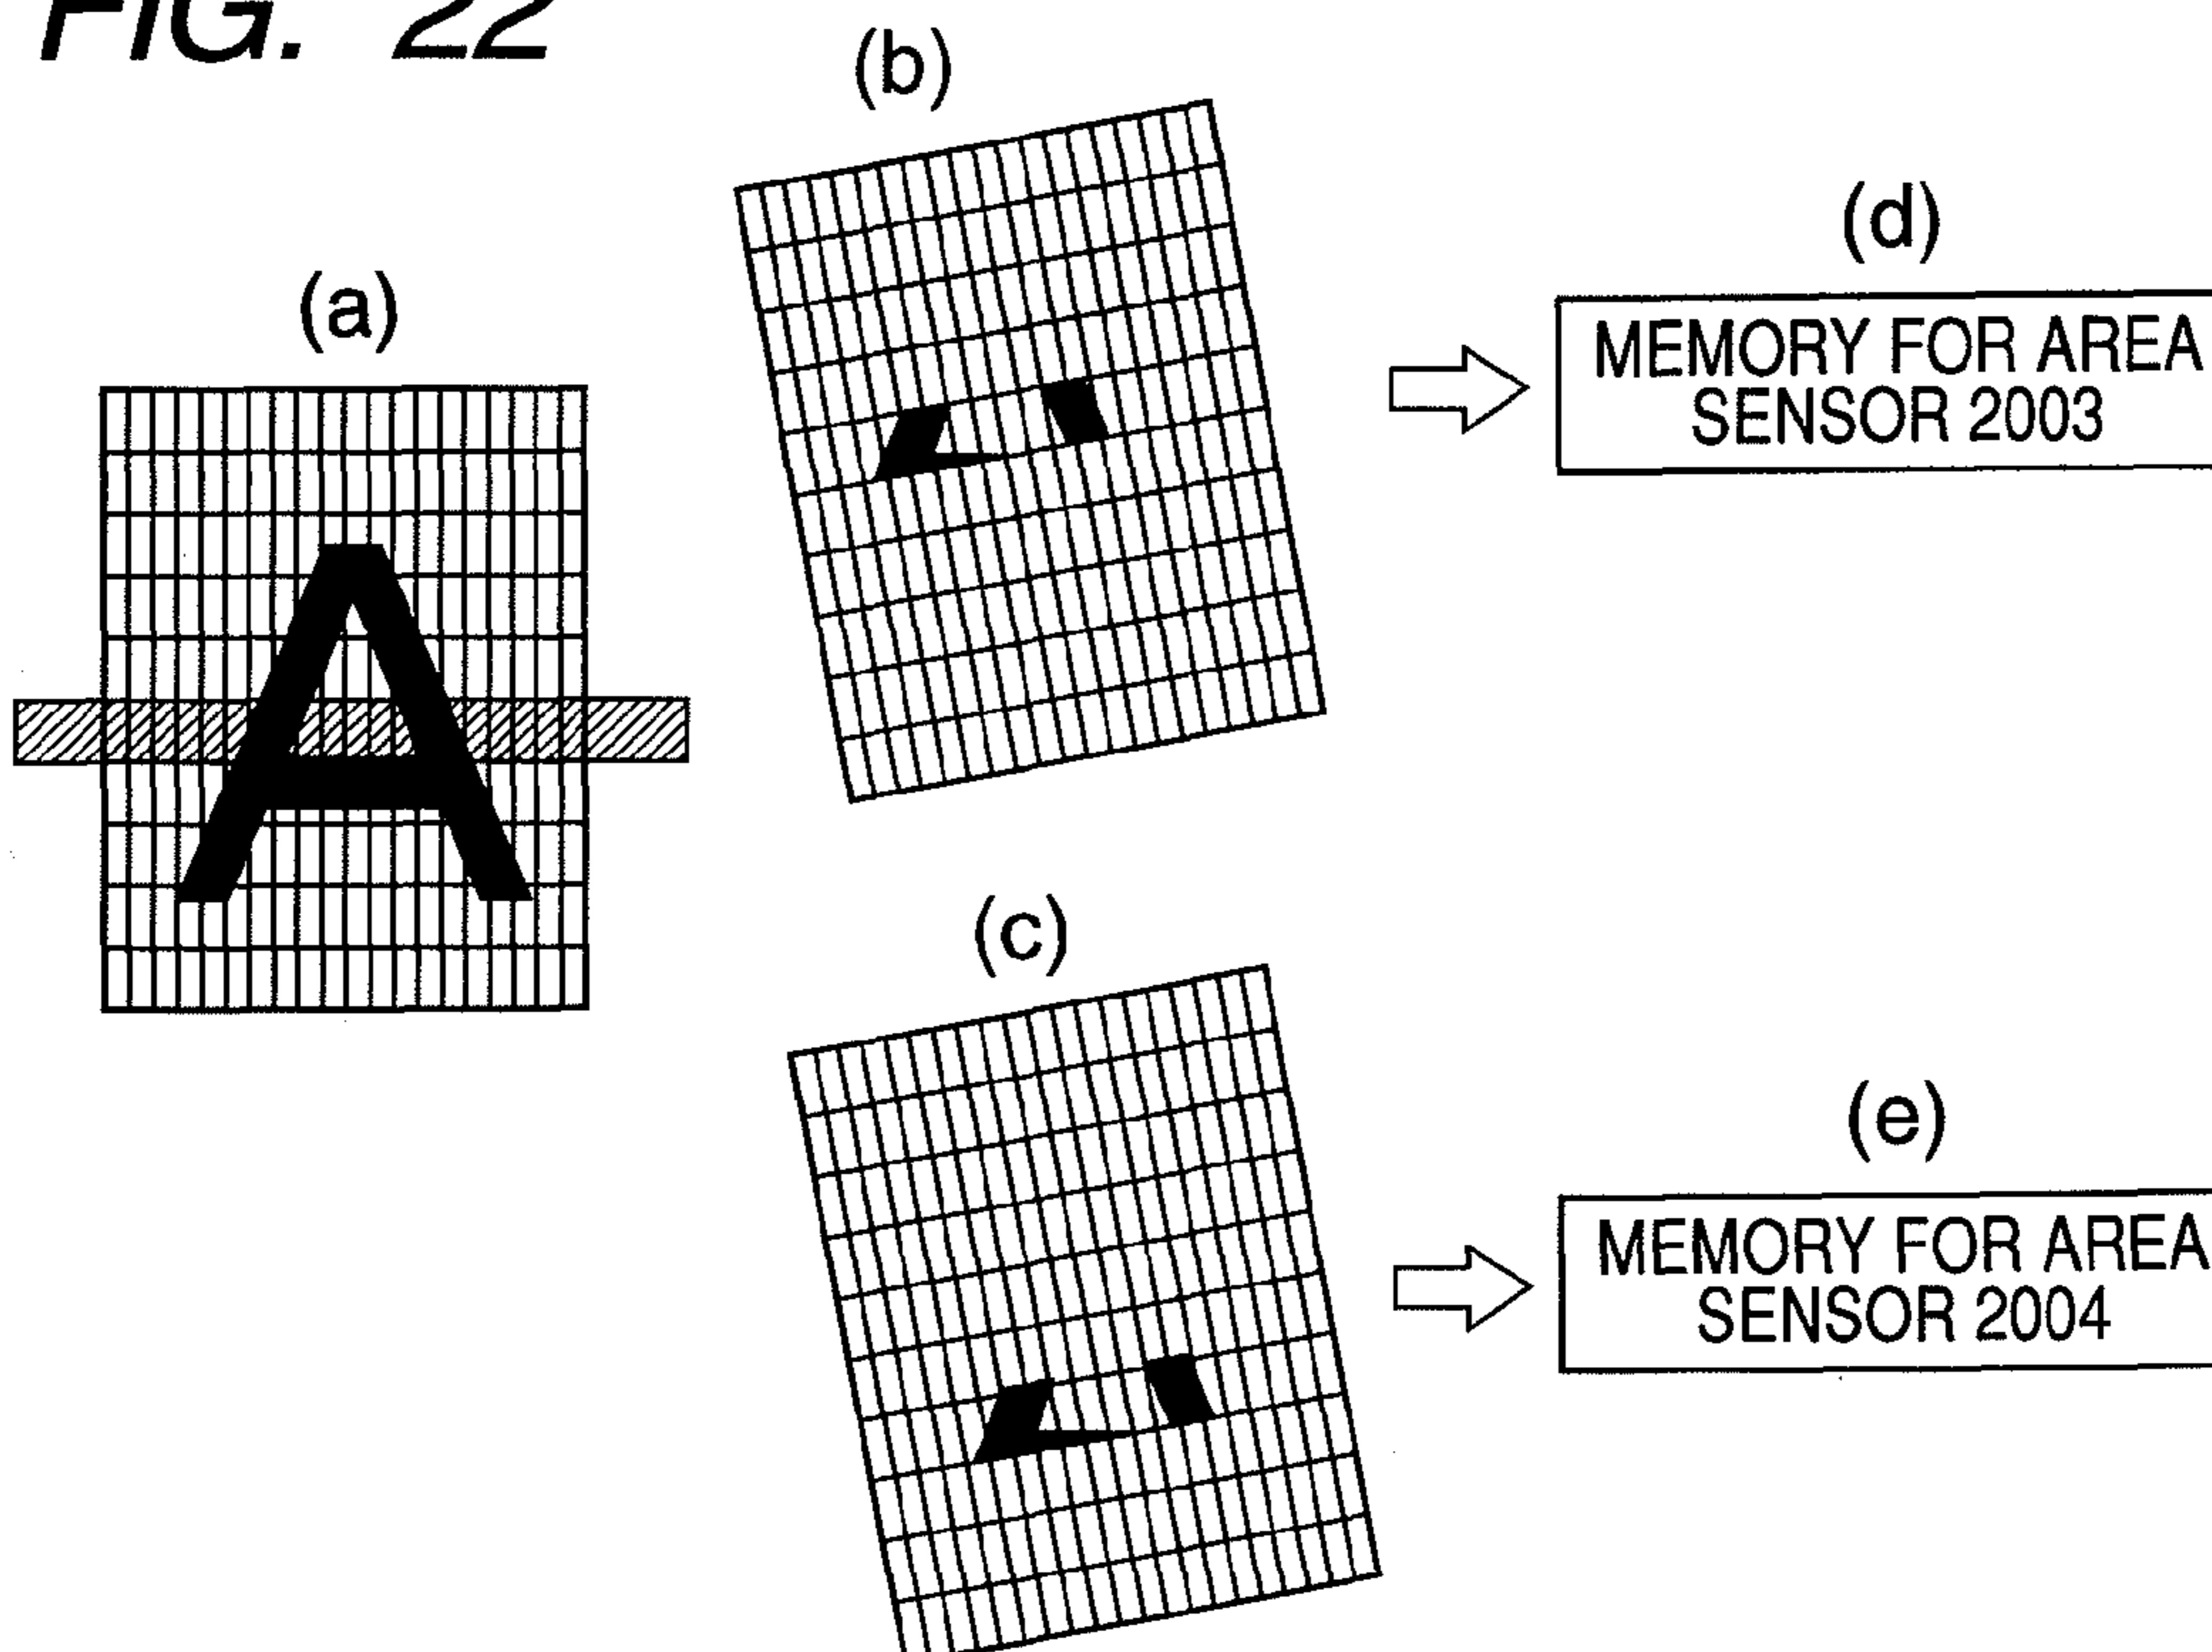 FIG. 22
(a)
(b)
(c)
(d)
MEMORY FOR AREA
SENSOR 2003
(e)
MEMORY FOR AREA
SENSOR 2004
A